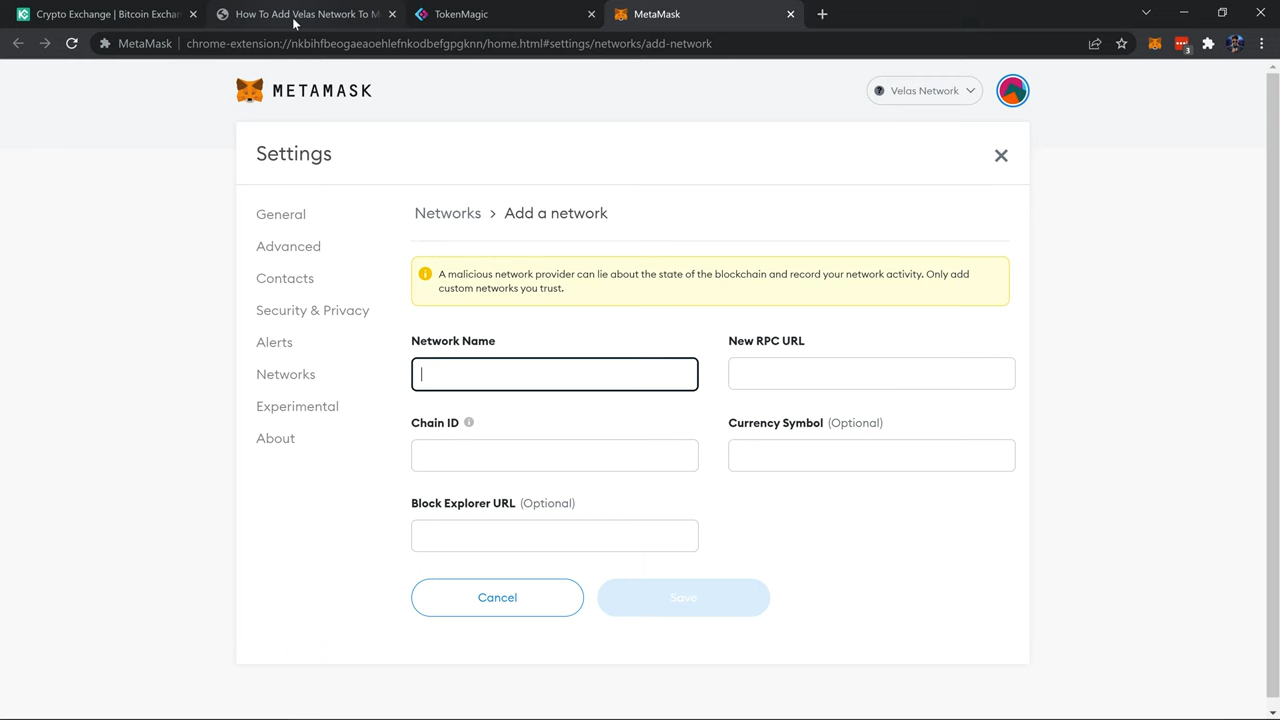 Crypto Exchange | Bitcoin Exchan
How To Add Velas Network To M
TokenMagic
MetaMask
MetaMask
chrome-extension://nkbihfbeogaeaoehlefnkodbefgpgknn/home.html#settings/networks/add-network
3
METAMASK
Velas Network
Settings
General
Advanced
Contacts
Security & Privacy
Alerts
Networks
Experimental
About
Networks > Add a network
A malicious network provider can lie about the state of the blockchain and record your network activity. Only add
custom networks you trust.
Network Name
New RPC URL
Chain ID
Currency Symbol (Optional)
Block Explorer URL (Optional)
Cancel
Save